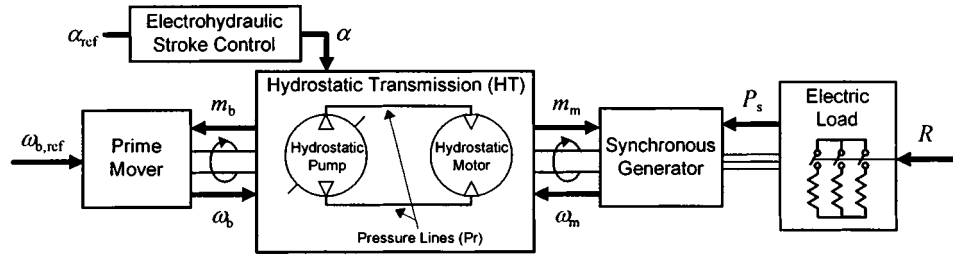 Electrohydraulic
Stroke Control
α_ref
α
Hydrostatic Transmission (HT)
m_b
m_m
P_s
Electric
Load
ω_b,ref
Prime
Mover
Hydrostatic
Pump
Hydrostatic
Motor
Synchronous
Generator
R
ω_b
ω_m
Pressure Lines (Pr)